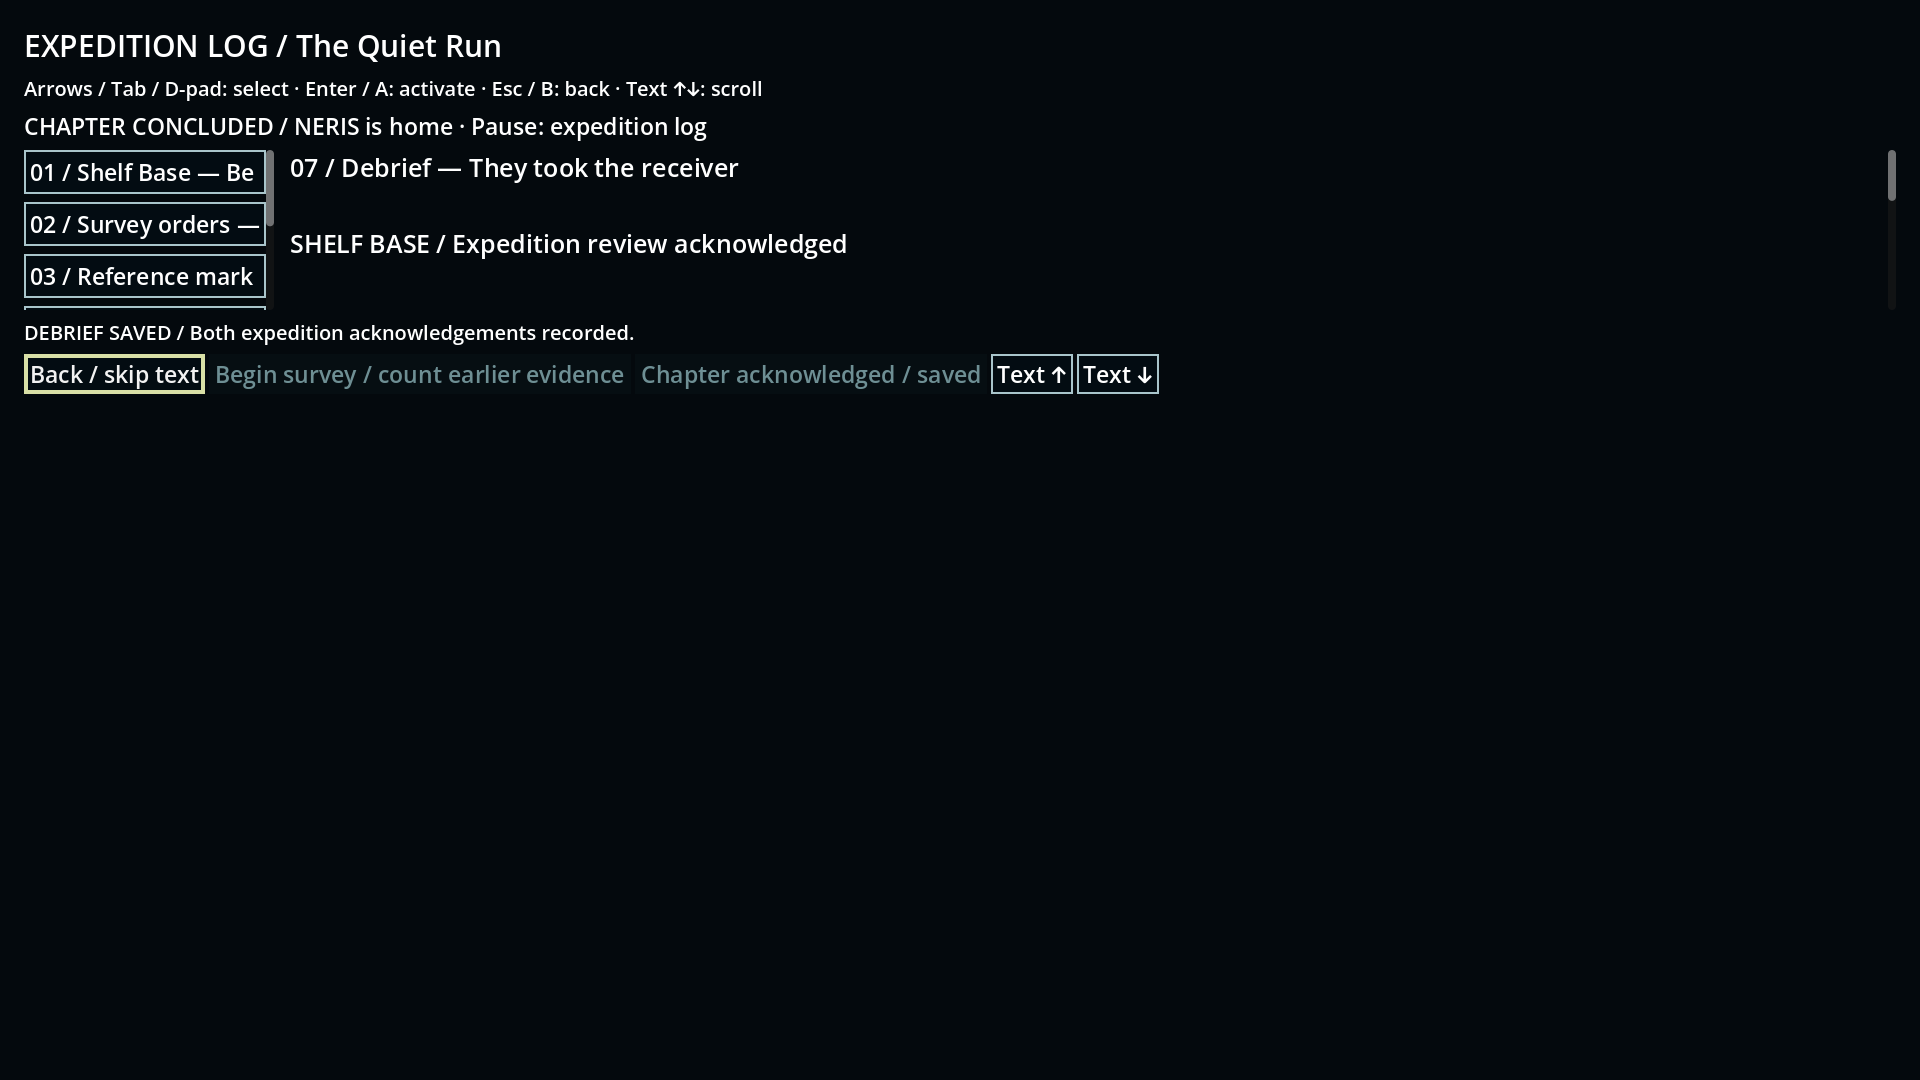 EXPEDITION LOG / The Quiet Run
Arrows / Tab / D-pad: select · Enter / A: activate · Esc / B: back · Text ↑↓: scroll
CHAPTER CONCLUDED / NERIS is home · Pause: expedition log
01 / Shelf Base — Be
02 / Survey orders —
03 / Reference mark
07 / Debrief — They took the receiver
SHELF BASE / Expedition review acknowledged
DEBRIEF SAVED / Both expedition acknowledgements recorded.
Back / skip text Begin survey / count earlier evidence Chapter acknowledged / saved Text ↑ Text ↓